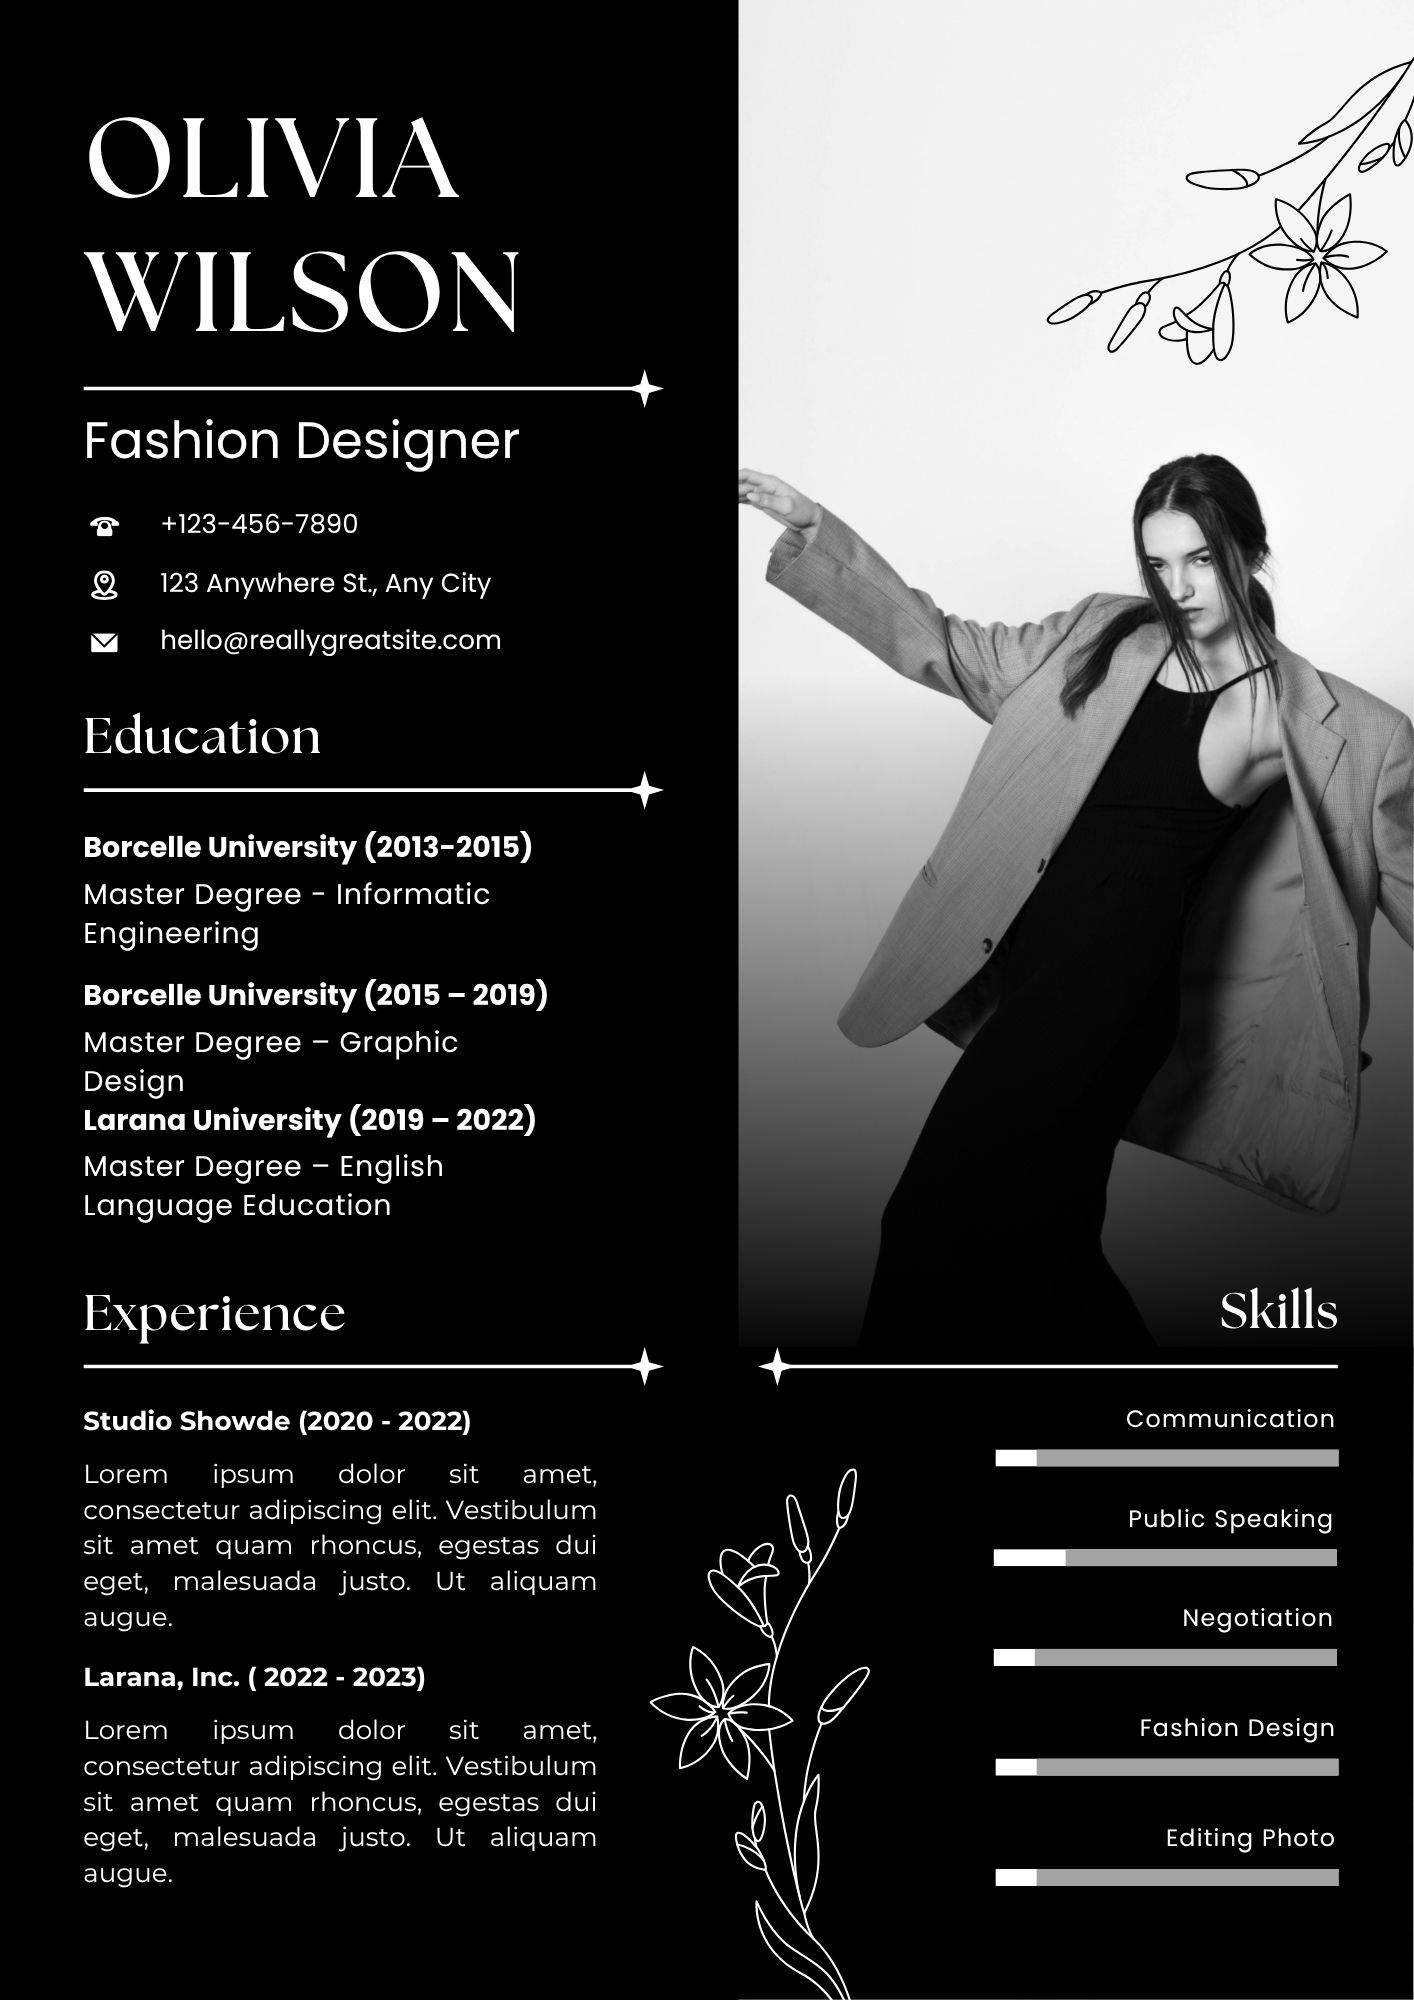 OLIVIA
WILSON
Fashion Designer
+123-456-7890
123 Anywhere St., Any City
hello@reallygreatsite.com
Education
Borcelle University (2013-2015)
Master Degree - Informatic
Engineering
Borcelle University (2015 – 2019)
Master Degree – Graphic
Design
Larana University (2019 – 2022)
Master Degree – English
Language Education
Experience
Studio Showde (2020 - 2022)
Lorem ipsum dolor sit amet,
consectetur adipiscing elit. Vestibulum
sit amet quam rhoncus, egestas dui
eget, malesuada justo. Ut aliquam
augue.
Larana, Inc. ( 2022 - 2023)
Lorem ipsum dolor sit amet,
consectetur adipiscing elit. Vestibulum
sit amet quam rhoncus, egestas dui
eget, malesuada justo. Ut aliquam
augue.
Skills
Communication
Public Speaking
Negotiation
Fashion Design
Editing Photo